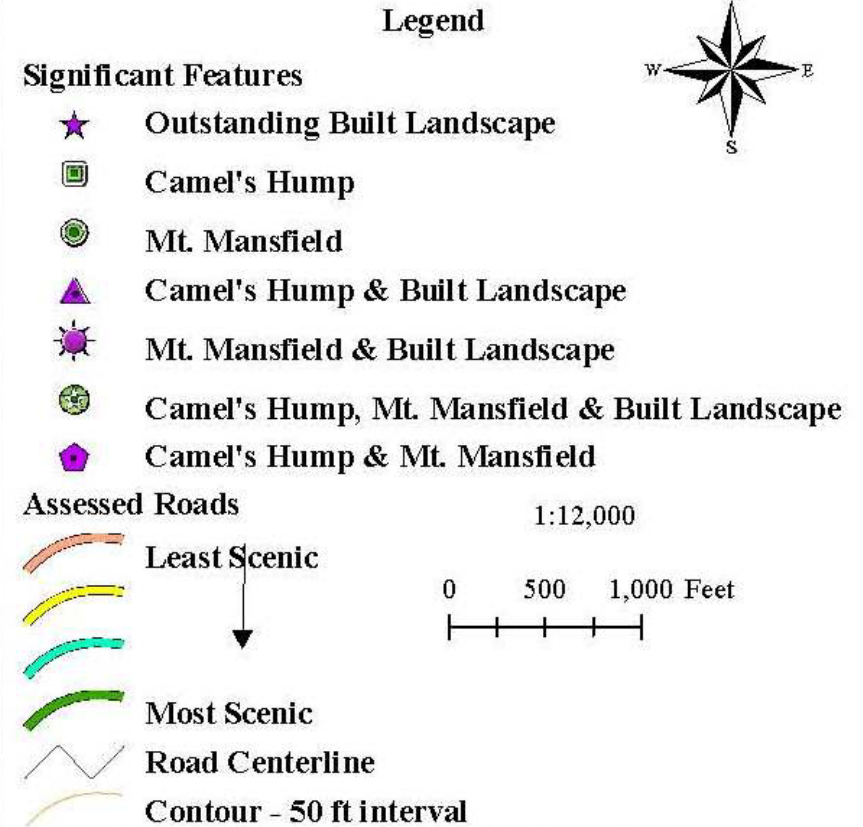 Legend
W
E
S
Significant Features
Outstanding Built Landscape
Camel's Hump
Mt. Mansfield
Camel's Hump & Built Landscape
Mt. Mansfield & Built Landscape
Camel's Hump, Mt. Mansfield & Built Landscape
Camel's Hump & Mt. Mansfield
Assessed Roads
1:12,000
Least Scenic
0 500 1,000 Feet
Most Scenic
Road Centerline
Contour - 50 ft interval